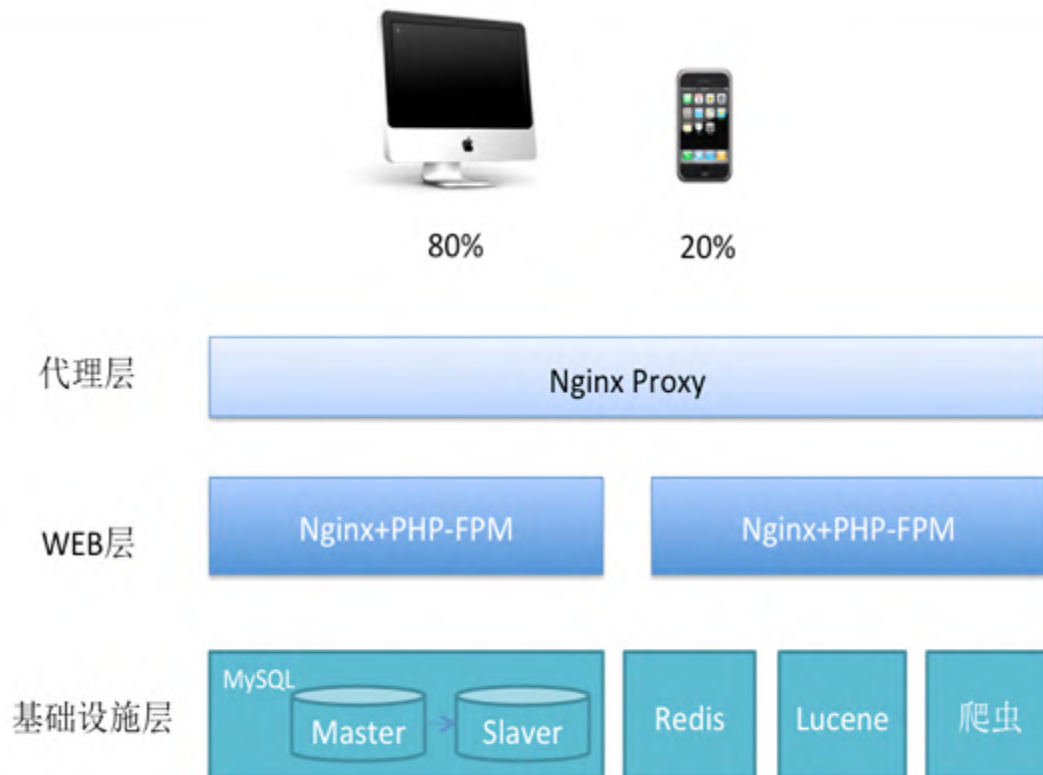 80%
20%
代理层
Nginx Proxy
WEB层
Nginx+PHP-FPM
Nginx+PHP-FPM
基础设施层
MySQL
Master
Slaver
Redis
Lucene
爬虫